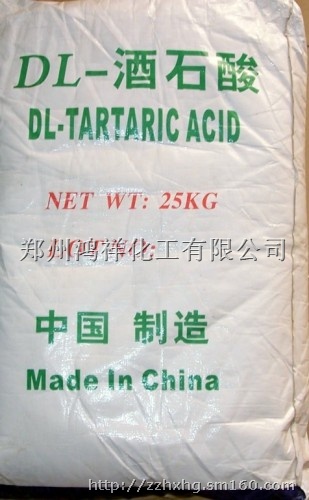 DL-酒石酸
DL-TARTARIC ACID
NET WT: 25KG
郑州鸿祥化工有限公司
中国 制造
Made In China
http://zzhxhg.sm160.com/